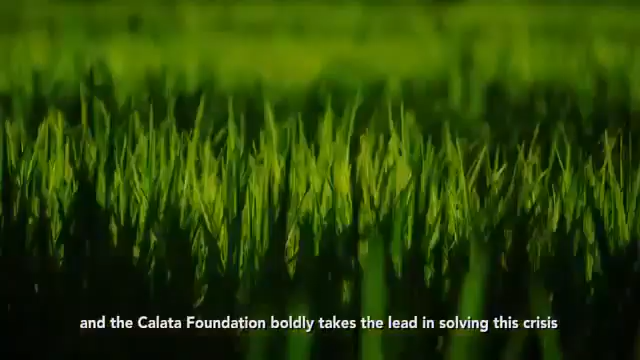 and the Calata Foundation boldly takes the lead in solving this crisis